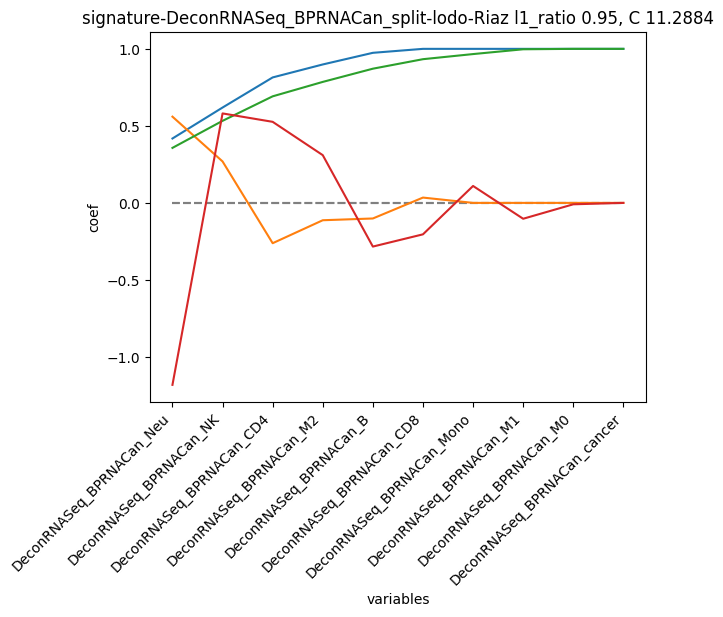 signature-DeconRNASeq_BPRNACan_split-lodo-Riaz l1_ratio 0.95, C 11.2884
1.0
0.5
0.0
−0.5
−1.0
coef
DeconRNASeq_BPRNACan_Neu
DeconRNASeq_BPRNACan_NK
DeconRNASeq_BPRNACan_CD4
DeconRNASeq_BPRNACan_M2
DeconRNASeq_BPRNACan_B
DeconRNASeq_BPRNACan_CD8
DeconRNASeq_BPRNACan_Mono
DeconRNASeq_BPRNACan_M1
DeconRNASeq_BPRNACan_M0
DeconRNASeq_BPRNACan_cancer
variables